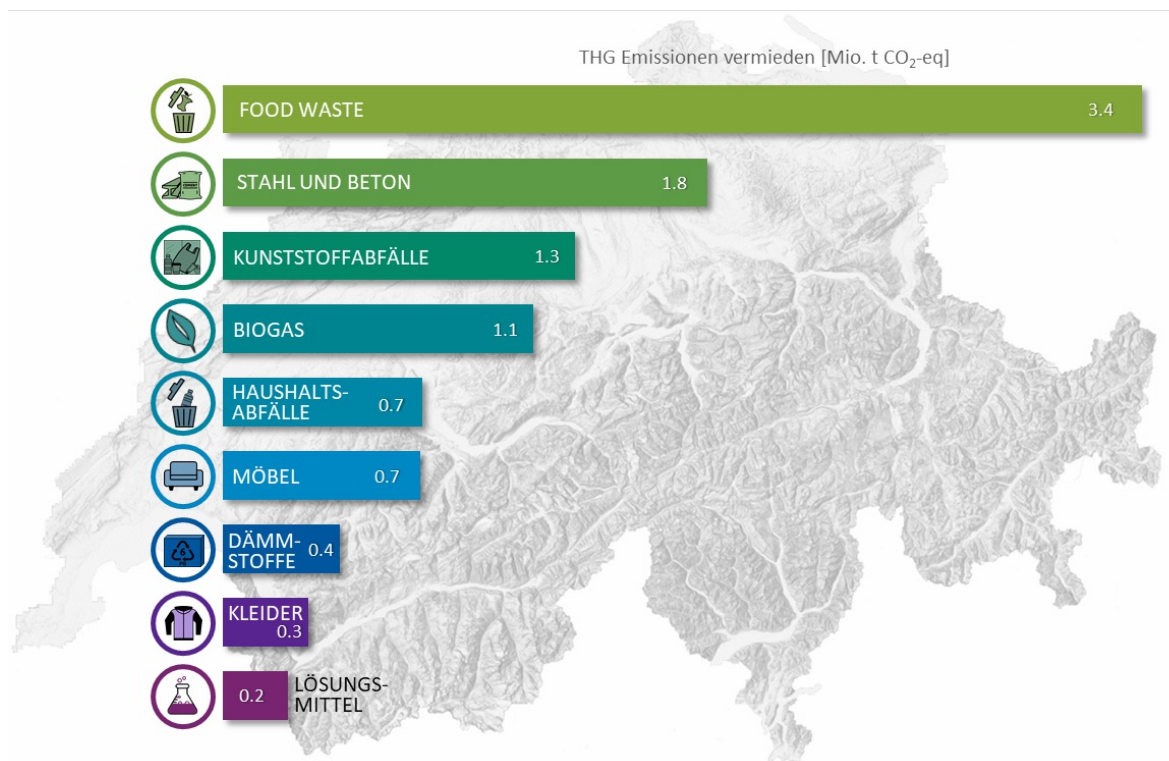 THG Emissionen vermieden [Mio. t CO₂-eq]
FOOD WASTE 3.4
STAHL UND BETON 1.8
KUNSTSTOFFABFÄLLE 1.3
BIOGAS 1.1
HAUSHALTS-
ABFÄLLE 0.7
MÖBEL 0.7
DÄMM-
STOFFE 0.4
KLEIDER
0.3
0.2 LÖSUNGS-
MITTEL